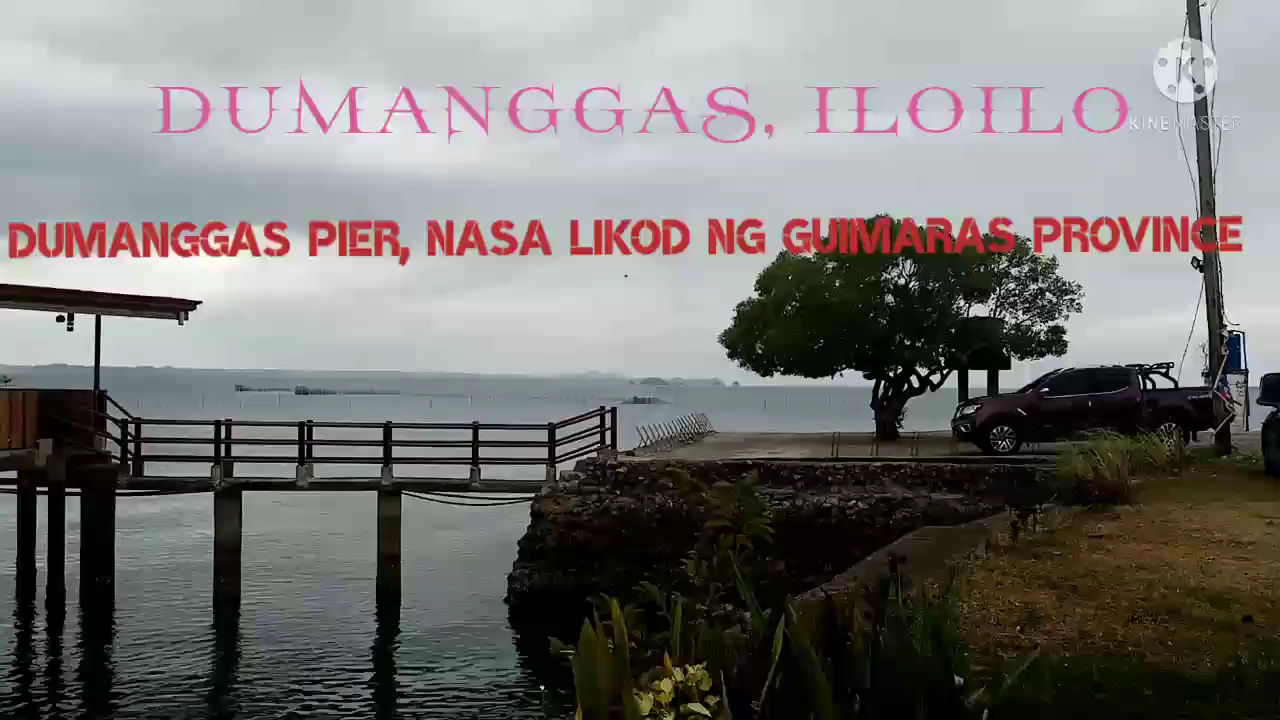 DUMANGGAS, ILOILO
KINEMASTER
DUMANGGAS PIER, NASA LIKOD NG GUIMARAS PROVINCE